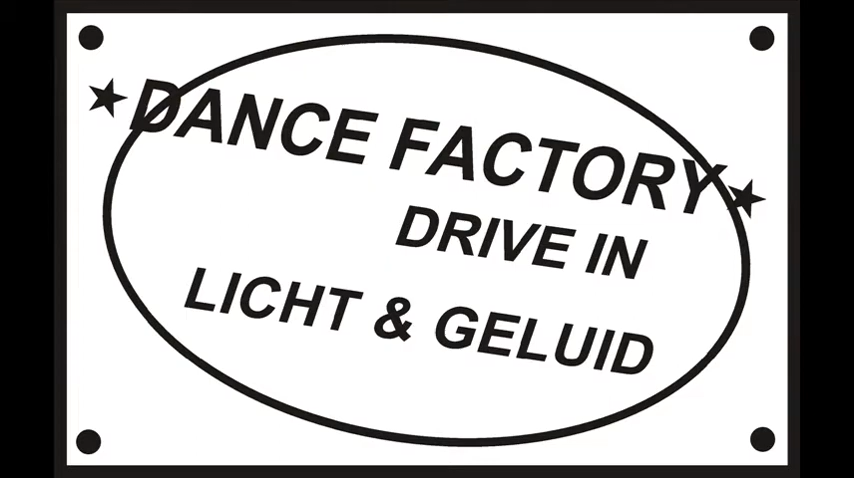 ★DANCE FACTORY★
DRIVE IN
LICHT & GELUID